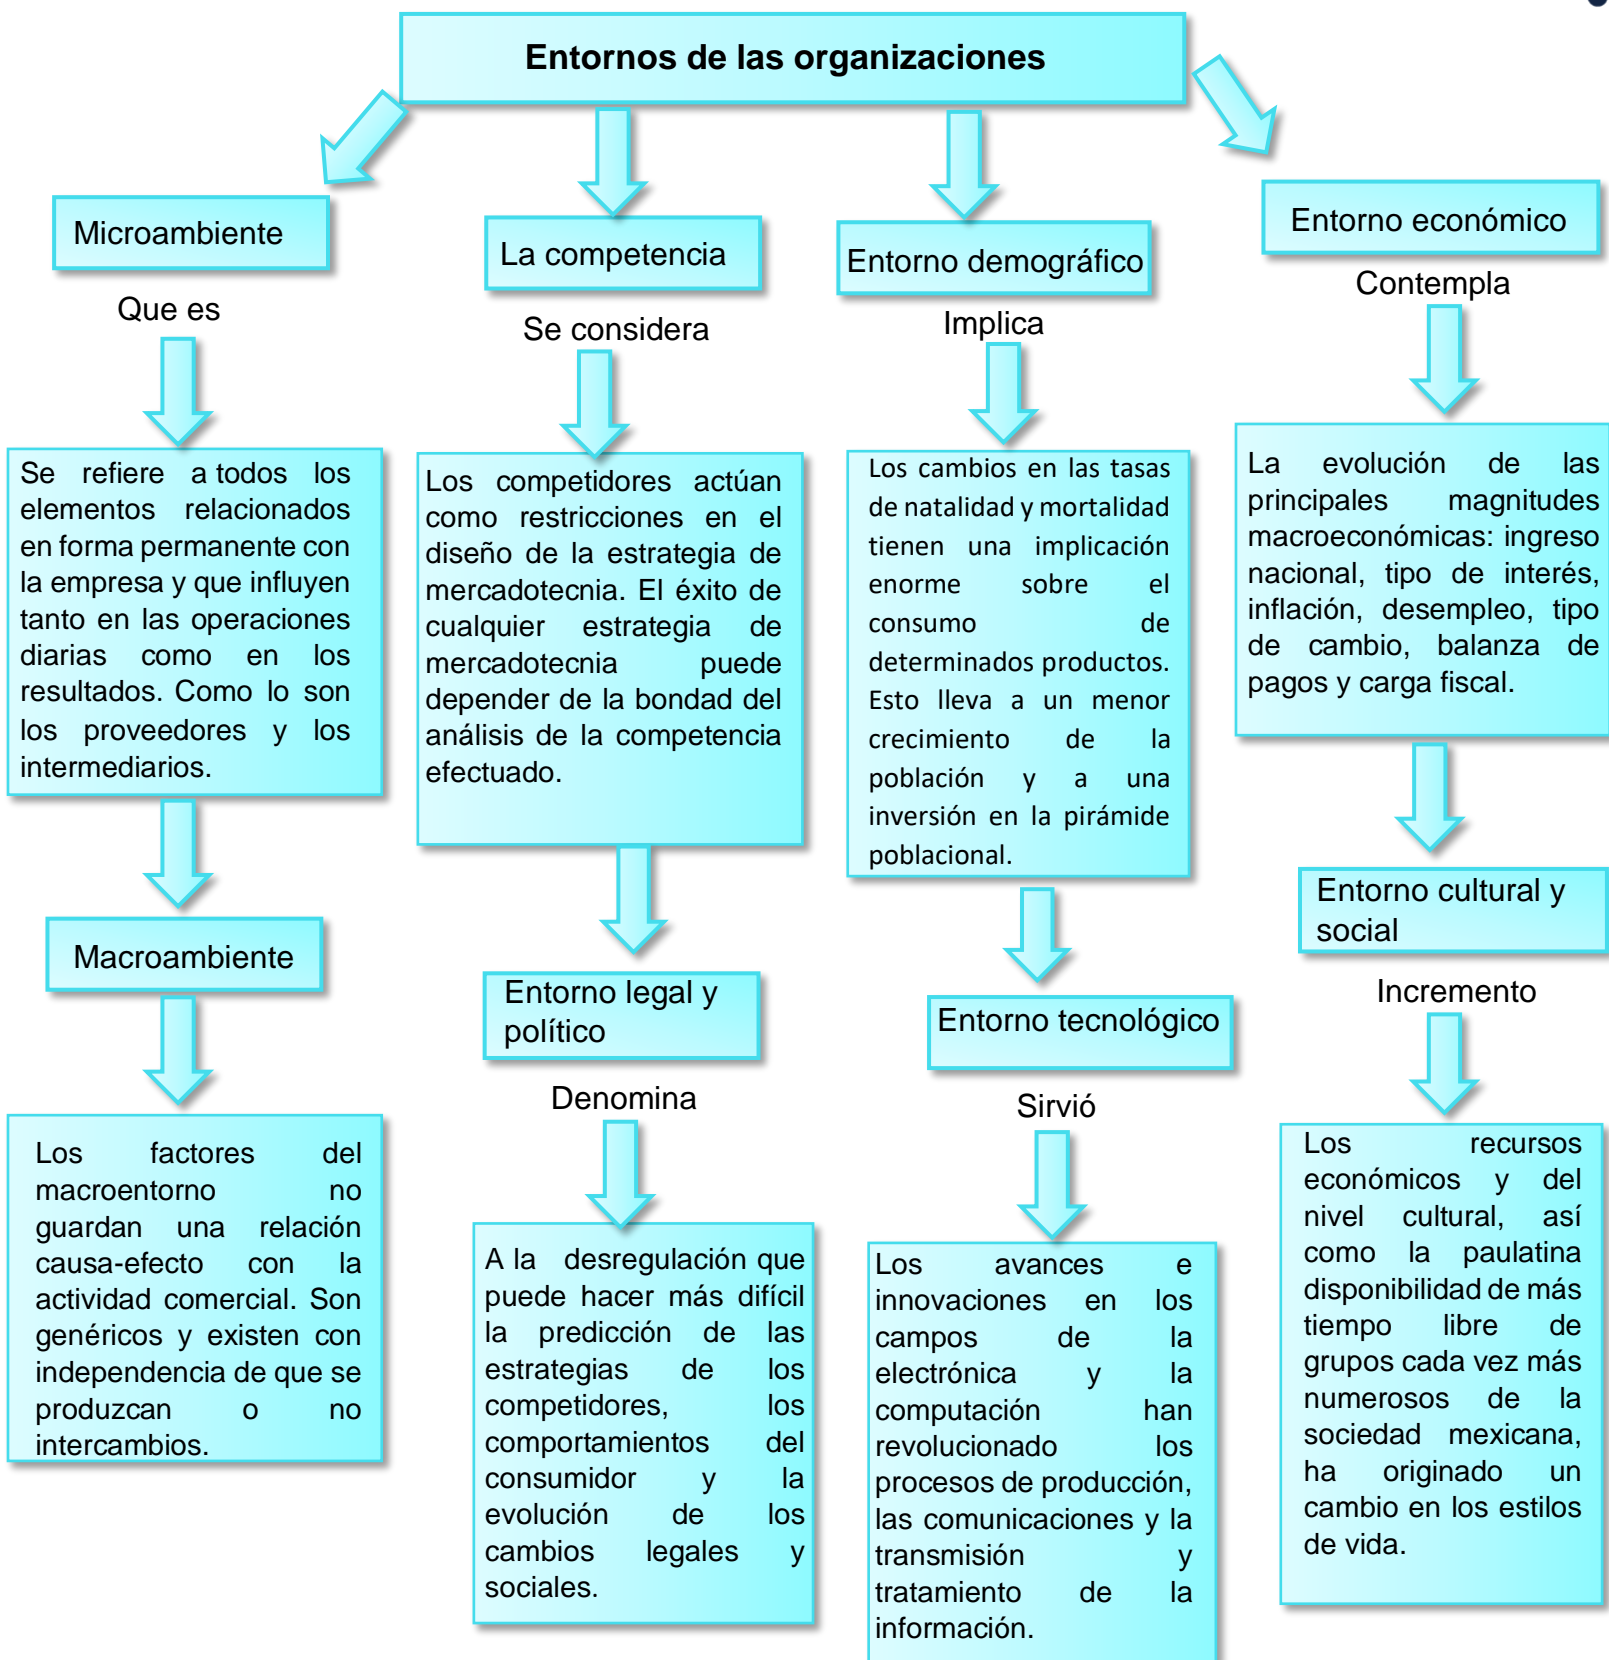 Entornos de las organizaciones
Microambiente
Que es
Se refiere a todos los
elementos relacionados
en forma permanente con
la empresa y que influyen
tanto en las operaciones
diarias como en los
resultados. Como lo son
los proveedores y los
intermediarios.
Macroambiente
Los factores del
macroentorno no
guardan una relación
causa-efecto con la
actividad comercial. Son
genéricos y existen con
independencia de que se
produzcan o no
intercambios.
La competencia
Se considera
Los competidores actúan
como restricciones en el
diseño de la estrategia de
mercadotecnia. El éxito de
cualquier estrategia de
mercadotecnia puede
depender de la bondad del
análisis de la competencia
efectuado.
Entorno legal y
político
Denomina
A la desregulación que
puede hacer más difícil
la predicción de las
estrategias de los
competidores, los
comportamientos del
consumidor y la
evolución de los
cambios legales y
sociales.
Entorno demográfico
Implica
Los cambios en las tasas
de natalidad y mortalidad
tienen una implicación
enorme sobre el
consumo de
determinados productos.
Esto lleva a un menor
crecimiento de la
población y a una
inversión en la pirámide
poblacional.
Entorno tecnológico
Sirvió
Los avances e
innovaciones en los
campos de la
electrónica y la
computación han
revolucionado los
procesos de producción,
las comunicaciones y la
transmisión y
tratamiento de la
información.
Entorno económico
Contempla
La evolución de las
principales magnitudes
macroeconómicas: ingreso
nacional, tipo de interés,
inflación, desempleo, tipo
de cambio, balanza de
pagos y carga fiscal.
Entorno cultural y
social
Incremento
Los recursos
económicos y del
nivel cultural, así
como la paulatina
disponibilidad de más
tiempo libre de
grupos cada vez más
numerosos de la
sociedad mexicana,
ha originado un
cambio en los estilos
de vida.